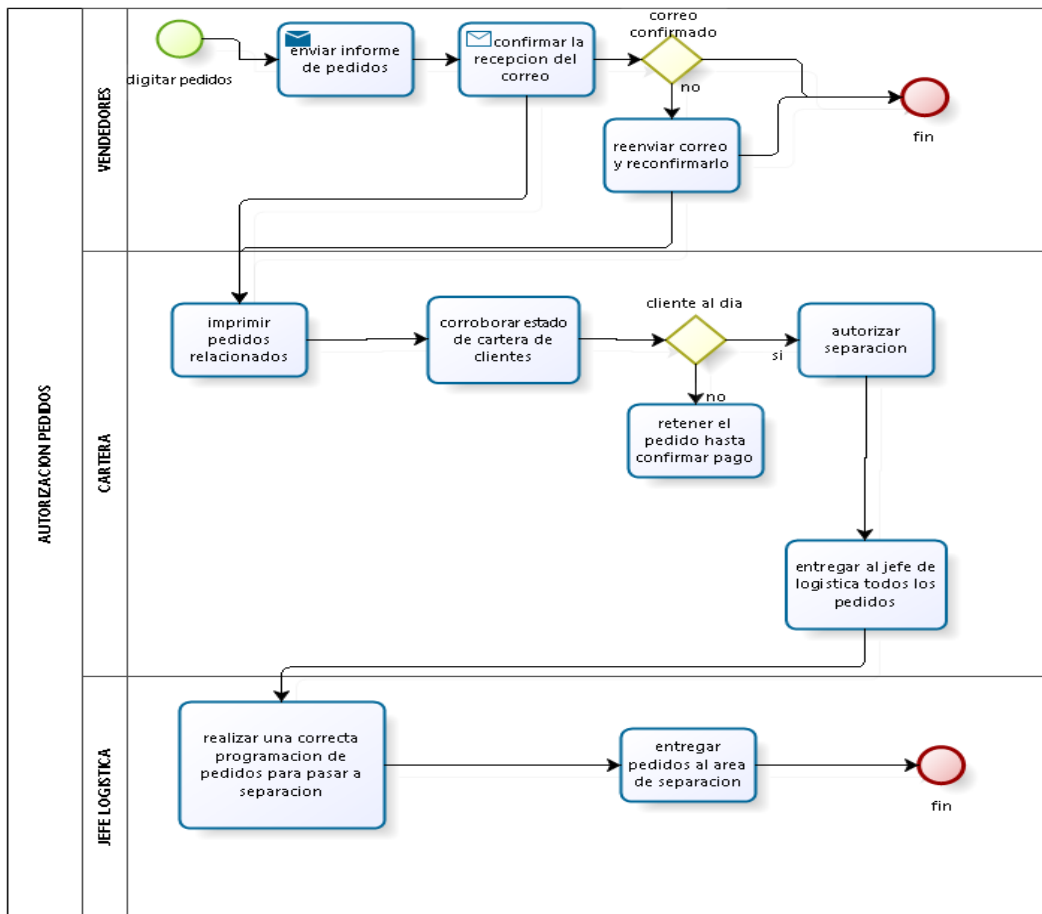 AUTORIZACION PEDIDOS
VENDEDORES
digitar pedidos
enviar informe
de pedidos
confirmar la
recepcion del
correo
correo
confirmado
no
reenviar correo
y reconfirmarlo
fin
CARTERA
imprimir
pedidos
relacionados
corroborar estado
de cartera de
clientes
cliente al dia
si
no
retener el
pedido hasta
confirmar pago
autorizar
separacion
entregar al jefe de
logistica todos los
pedidos
JEFE LOGISTICA
realizar una correcta
programacion de
pedidos para pasar a
separacion
entregar
pedidos al area
de separacion
fin